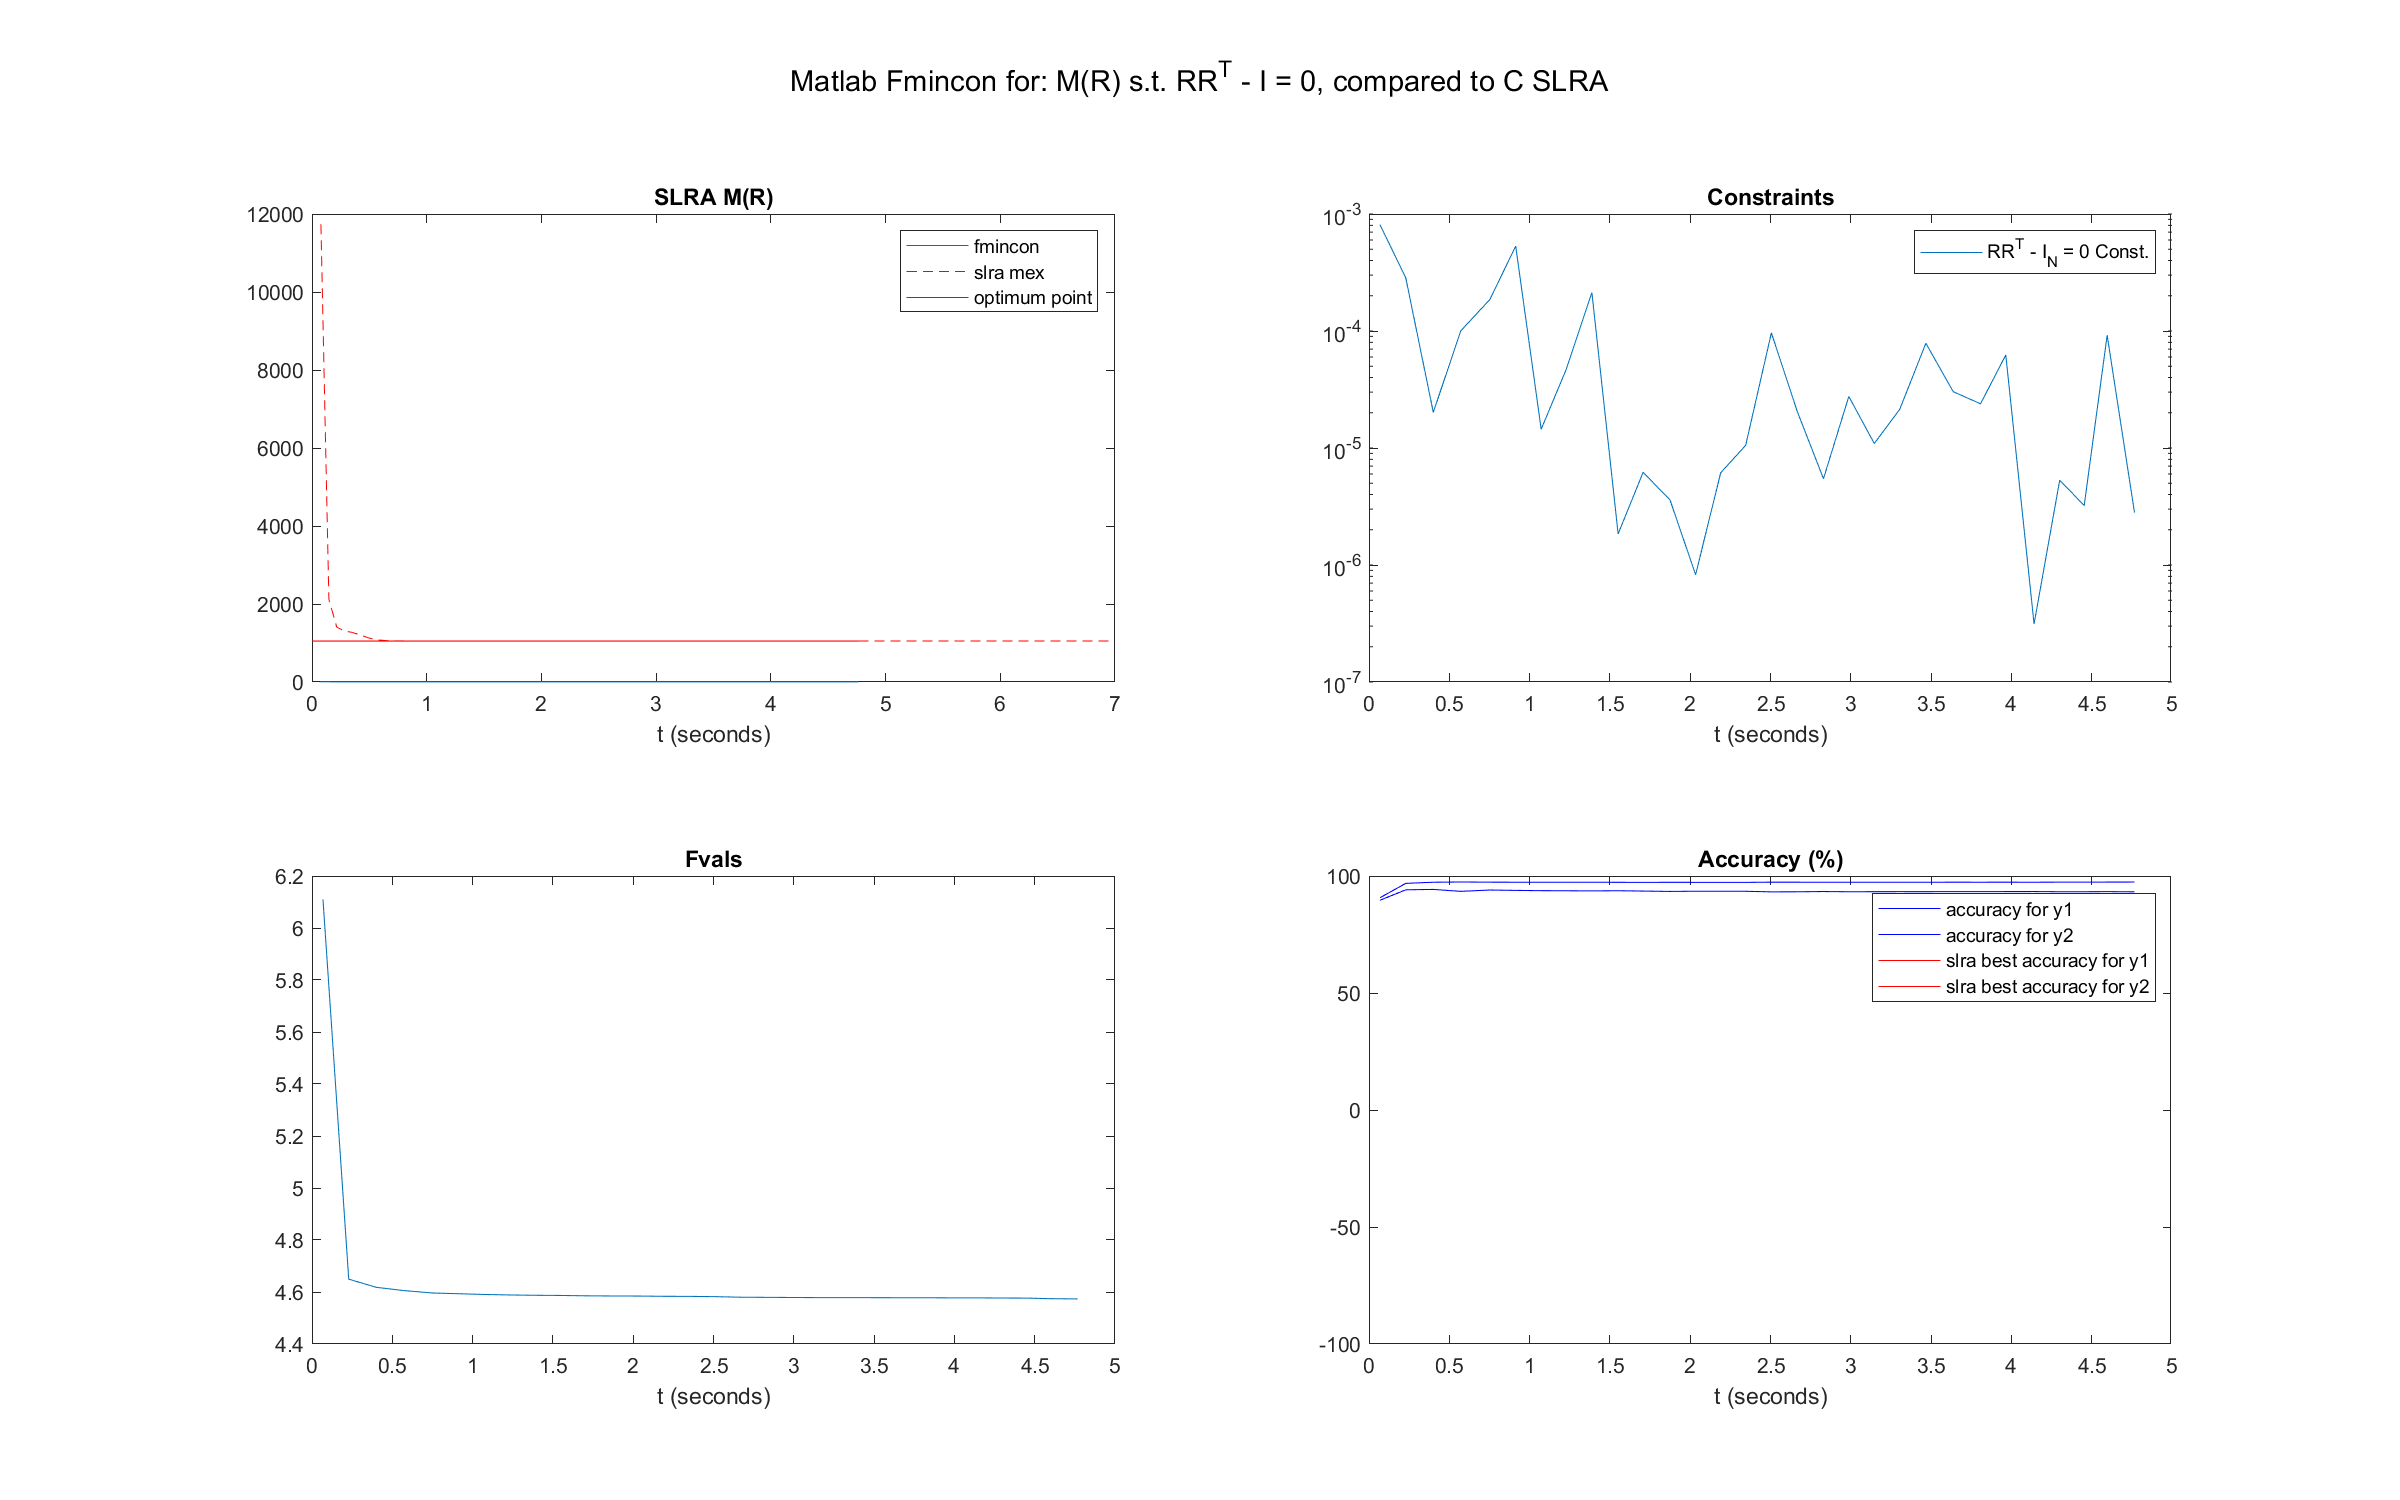 Matlab Fmincon for: M(R) s.t. RR^T - I = 0, compared to C SLRA
SLRA M(R)
12000
10000
8000
6000
4000
2000
0
0 1 2 3 4 5 6 7
t (seconds)
fmincon
slra mex
optimum point
Constraints
10^-3
10^-4
10^-5
10^-6
10^-7
0 0.5 1 1.5 2 2.5 3 3.5 4 4.5 5
t (seconds)
RR^T - I_N = 0 Const.
Fvals
6.2
6
5.8
5.6
5.4
5.2
5
4.8
4.6
4.4
0 0.5 1 1.5 2 2.5 3 3.5 4 4.5 5
t (seconds)
Accuracy (%)
100
50
0
-50
-100
0 0.5 1 1.5 2 2.5 3 3.5 4 4.5 5
t (seconds)
accuracy for y1
accuracy for y2
slra best accuracy for y1
slra best accuracy for y2